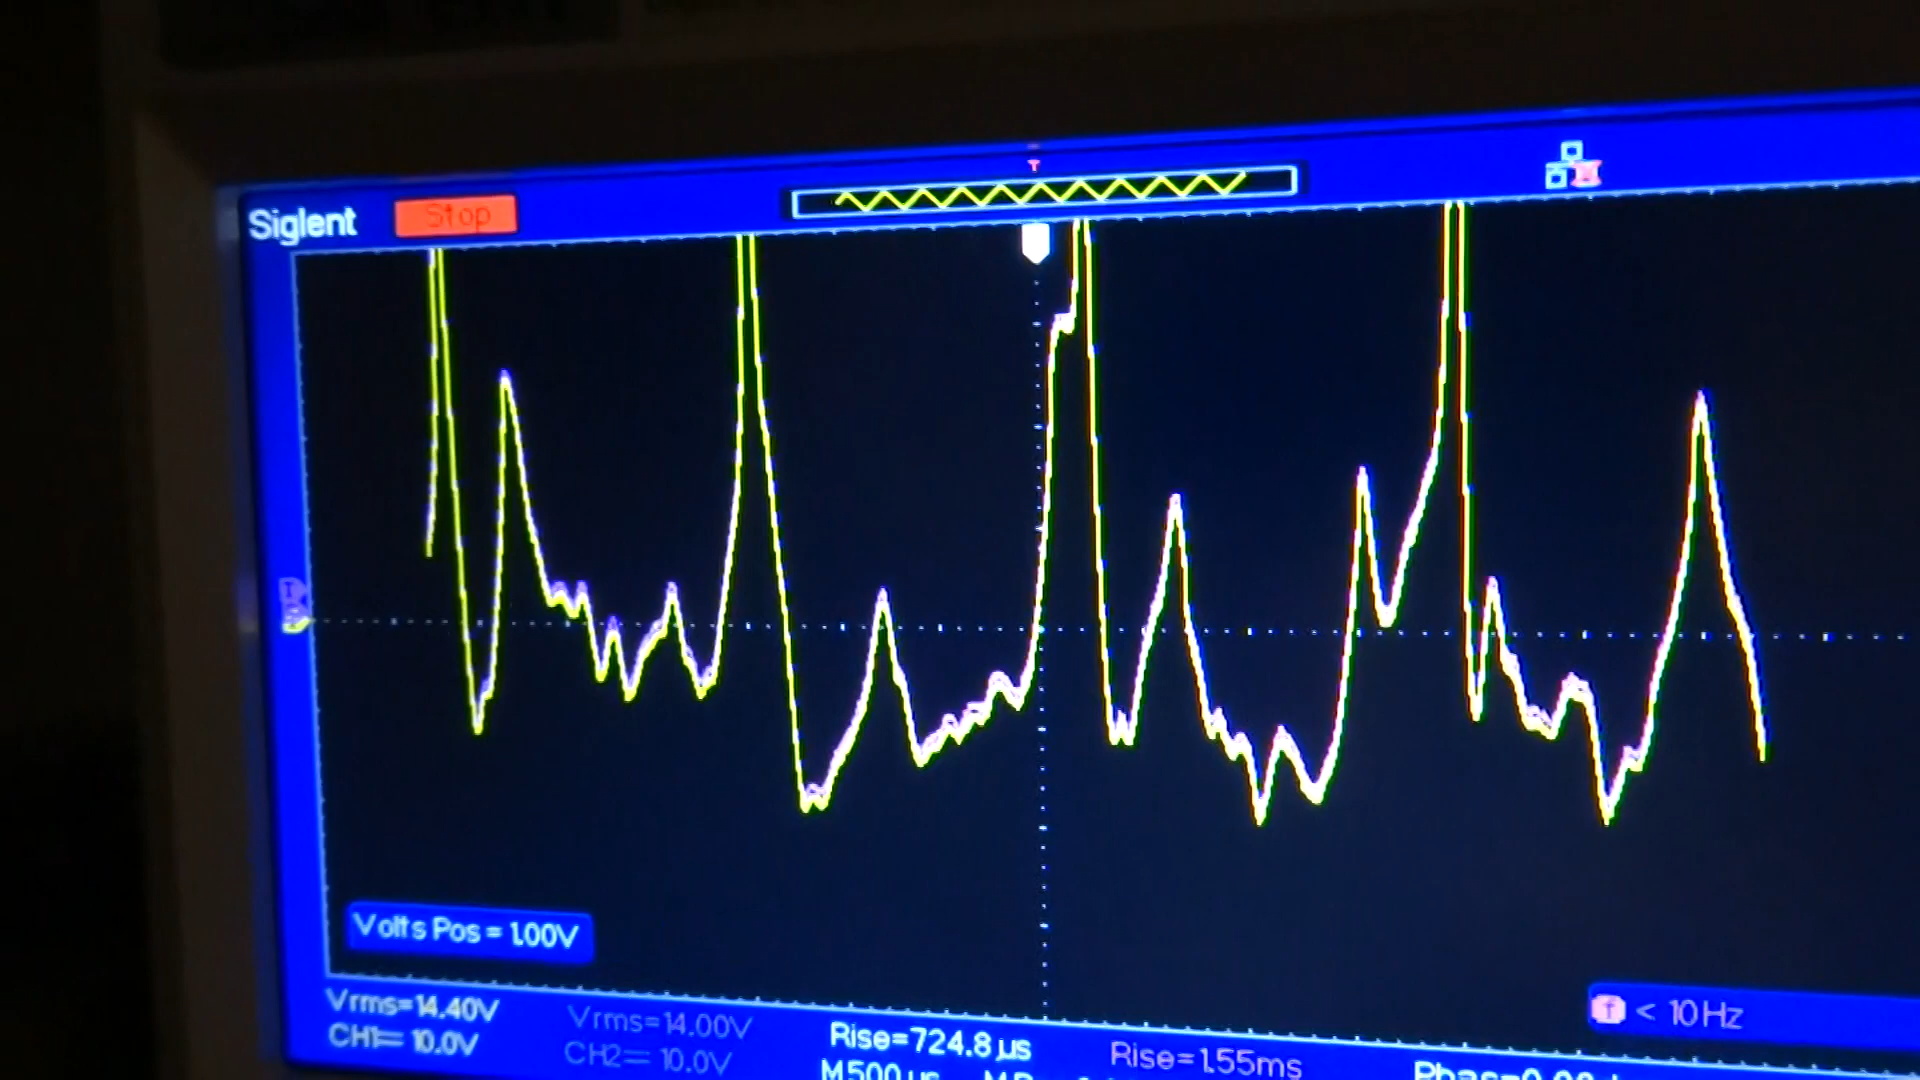 Siglent
Stop
T
Volts Pos = 1.00V
Vrms=14.40V
Vrms=14.00V
Rise=724.8µs
Rise=1.55ms
CH1= 10.0V
CH2= 10.0V
M500µs
< 10Hz